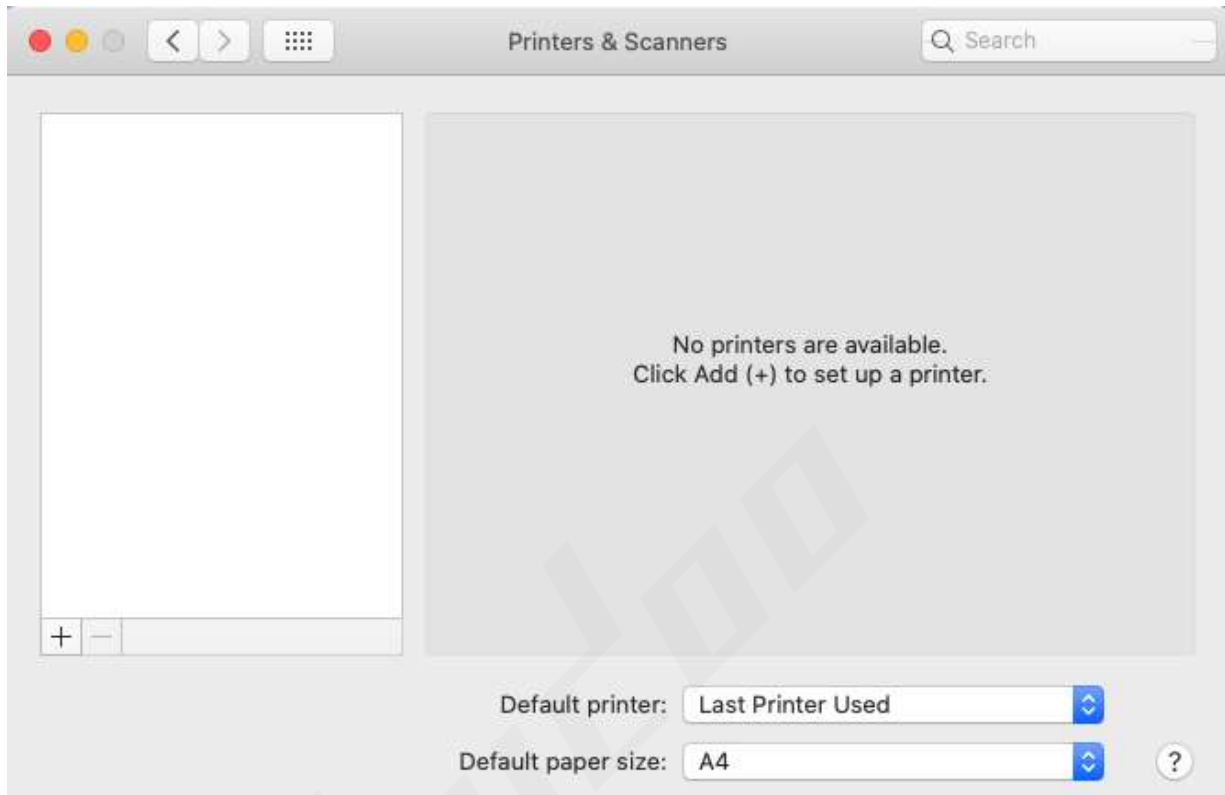 Printers & Scanners
Search
No printers are available.
Click Add (+) to set up a printer.
Default printer: Last Printer Used
Default paper size: A4
?